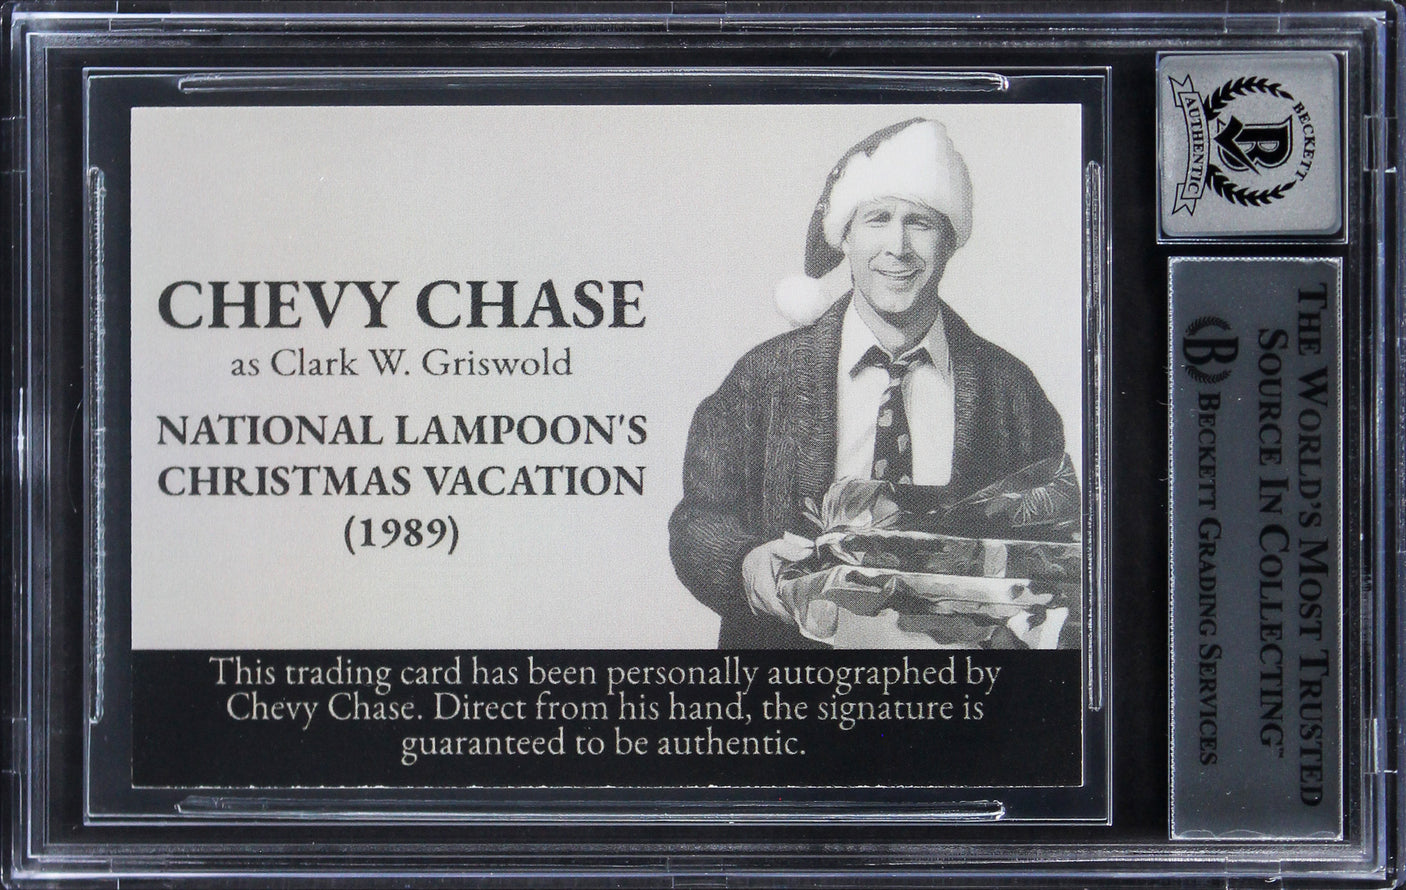 CHEVY CHASE
as Clark W. Griswold
NATIONAL LAMPOON'S
CHRISTMAS VACATION
(1989)
This trading card has been personally autographed by
Chevy Chase. Direct from his hand, the signature is
guaranteed to be authentic.
BECKETT
B
AUTHENTIC
THE WORLD'S MOST TRUSTED
SOURCE IN COLLECTING™
B BECKETT GRADING SERVICES